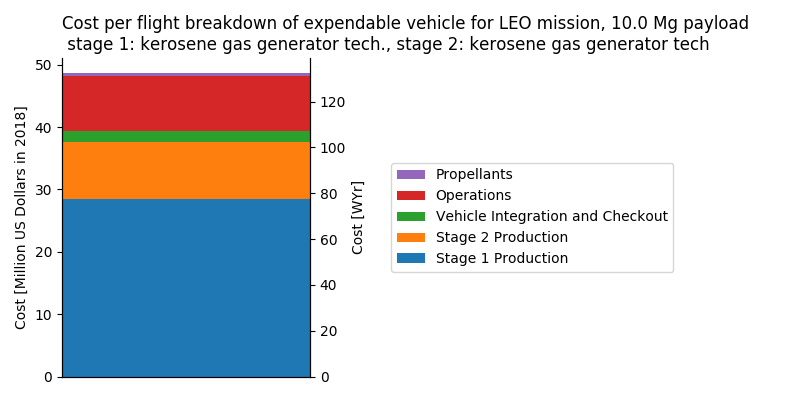 Cost per flight breakdown of expendable vehicle for LEO mission, 10.0 Mg payload
stage 1: kerosene gas generator tech., stage 2: kerosene gas generator tech
Cost [Million US Dollars in 2018]
50
40
30
20
10
0
120
100
80
60
40
20
0
Cost [WYr]
Propellants
Operations
Vehicle Integration and Checkout
Stage 2 Production
Stage 1 Production